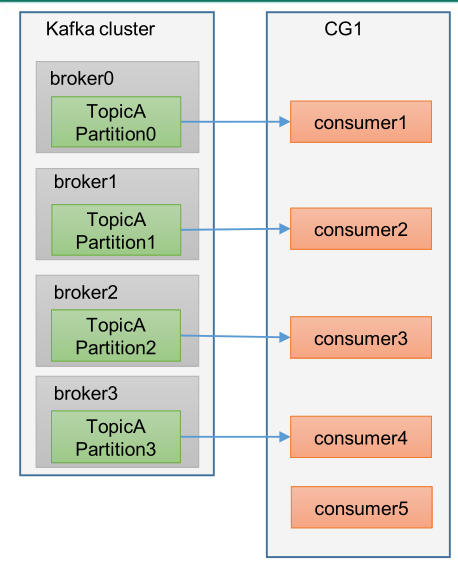 Kafka cluster
CG1
broker0
TopicA
Partition0
consumer1
broker1
TopicA
Partition1
consumer2
broker2
TopicA
Partition2
consumer3
broker3
TopicA
Partition3
consumer4
consumer5